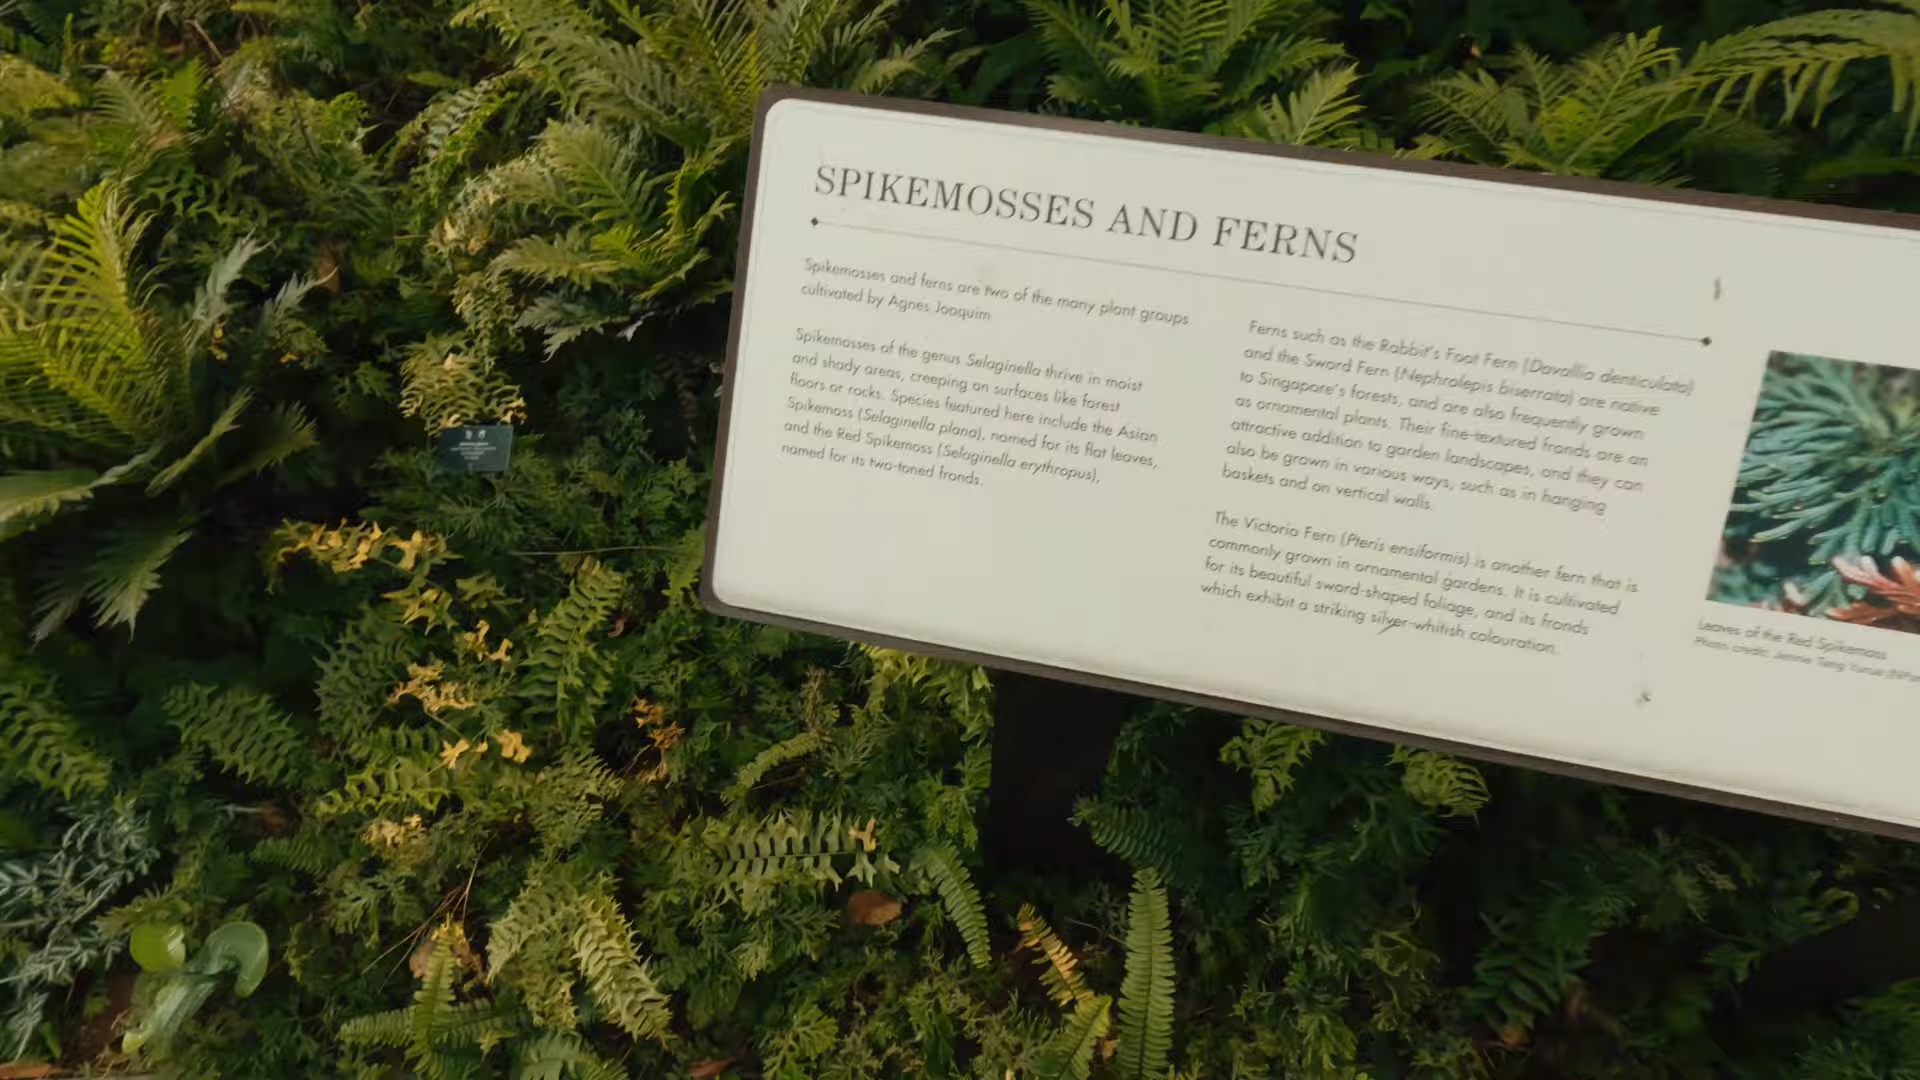 SPIKEMOSSES AND FERNS
Spikemosses and ferns are two of the many plant groups
cultivated by Agnes Joaquim
Spikemosses of the genus Selaginella thrive in moist
and shady areas, creeping on surfaces like forest
floors or rocks. Species featured here include the Asian
Spikemoss (Selaginella plana), named for its flat leaves,
and the Red Spikemoss (Selaginella erythropus),
named for its two-toned fronds.
Ferns such as the Rabbit's Foot Fern (Davallia denticulata)
and the Sword Fern (Nephrolepis biserrata) are native
to Singapore's forests, and are also frequently grown
as ornamental plants. Their fine-textured fronds are an
attractive addition to garden landscapes, and they can
also be grown in various ways, such as in hanging
baskets and on vertical walls.
The Victoria Fern (Pteris ensiformis) is another fern that is
commonly grown in ornamental gardens. It is cultivated
for its beautiful sword-shaped foliage, and its fronds
which exhibit a striking silver-whitish colouration.
Leaves of the Red Spikemoss
Photo credit: